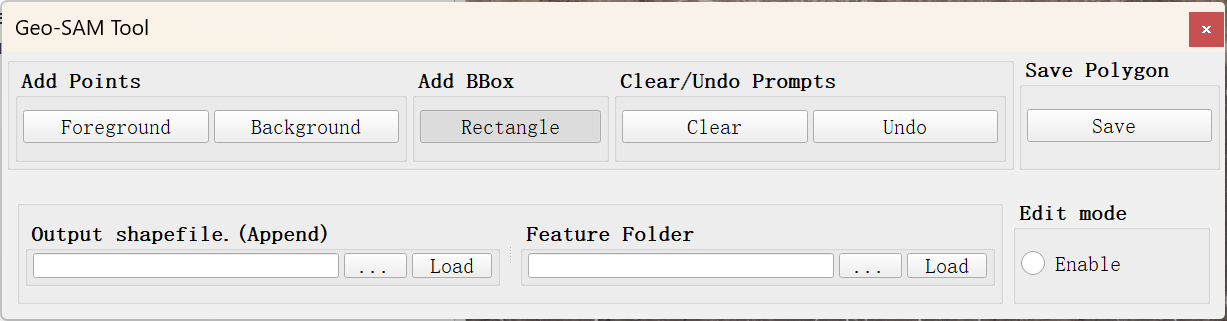 Geo-SAM Tool
x
Add Points
Add BBox
Clear/Undo Prompts
Save Polygon
Foreground
Background
Rectangle
Clear
Undo
Save
Output shapefile.(Append)
Feature Folder
Edit mode
...
Load
...
Load
Enable